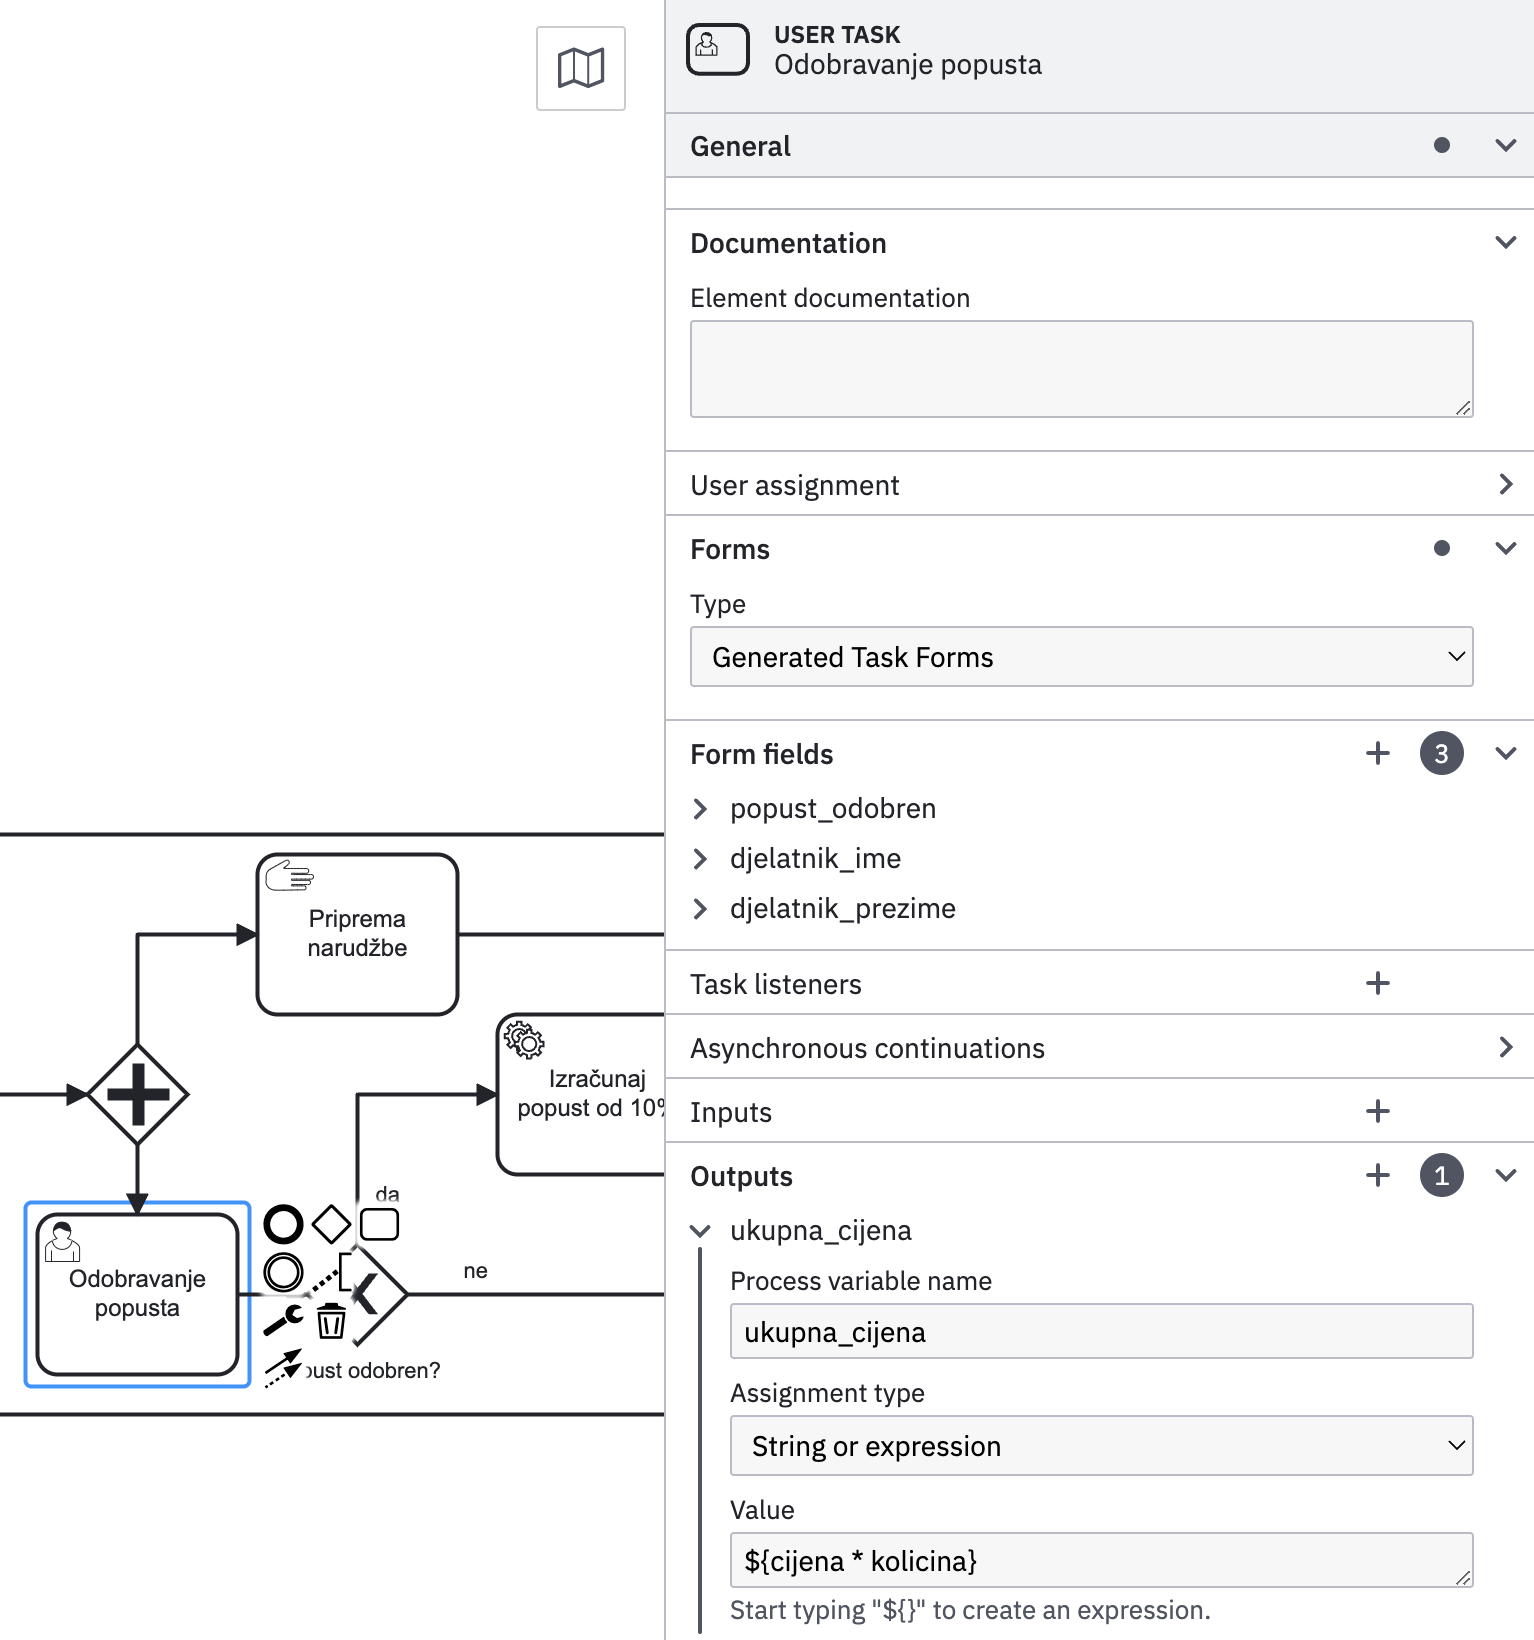 USER TASK
Odobravanje popusta
General
Documentation
Element documentation
User assignment
Forms
Type
Generated Task Forms
Form fields
3
popust_odobren
djelatnik_ime
djelatnik_prezime
Task listeners
Asynchronous continuations
Inputs
Outputs
1
ukupna_cijena
Process variable name
ukupna_cijena
Assignment type
String or expression
Value
${cijena * kolicina}
Start typing "${}" to create an expression.
Priprema
narudžbe
Izračunaj
popust od 10%
da
ne
Odobravanje
popusta
odobren?